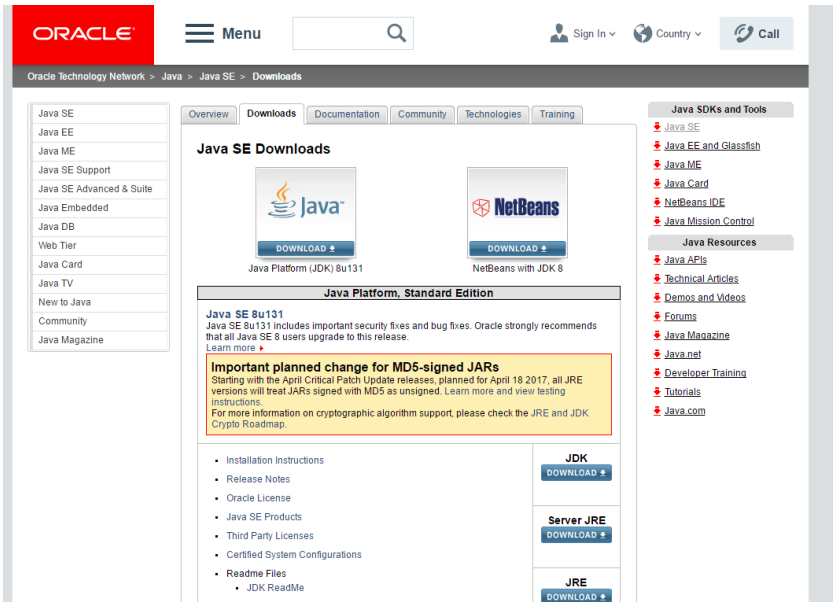 ORACLE
Menu
Sign In
Country
Call
Oracle Technology Network > Java > Java SE > Downloads
Java SE
Java EE
Java ME
Java SE Support
Java SE Advanced & Suite
Java Embedded
Java DB
Web Tier
Java Card
Java TV
New to Java
Community
Java Magazine
Overview
Downloads
Documentation
Community
Technologies
Training
Java SE Downloads
Java
DOWNLOAD
Java Platform (JDK) 8u131
NetBeans
DOWNLOAD
NetBeans with JDK 8
Java Platform, Standard Edition
Java SE 8u131
Java SE 8u131 includes important security fixes and bug fixes. Oracle strongly recommends
that all Java SE 8 users upgrade to this release.
Learn more
Important planned change for MD5-signed JARs
Starting with the April Critical Patch Update releases, planned for April 18 2017, all JRE
versions will treat JARs signed with MD5 as unsigned. Learn more and view testing
instructions.
For more information on cryptographic algorithm support, please check the JRE and JDK
Crypto Roadmap.
Installation Instructions
Release Notes
Oracle License
Java SE Products
Third Party Licenses
Certified System Configurations
Readme Files
JDK ReadMe
JDK
DOWNLOAD
Server JRE
DOWNLOAD
JRE
DOWNLOAD
Java SDKs and Tools
Java SE
Java EE and Glassfish
Java ME
Java Card
NetBeans IDE
Java Mission Control
Java Resources
Java APIs
Technical Articles
Demos and Videos
Forums
Java Magazine
Java.net
Developer Training
Tutorials
Java.com